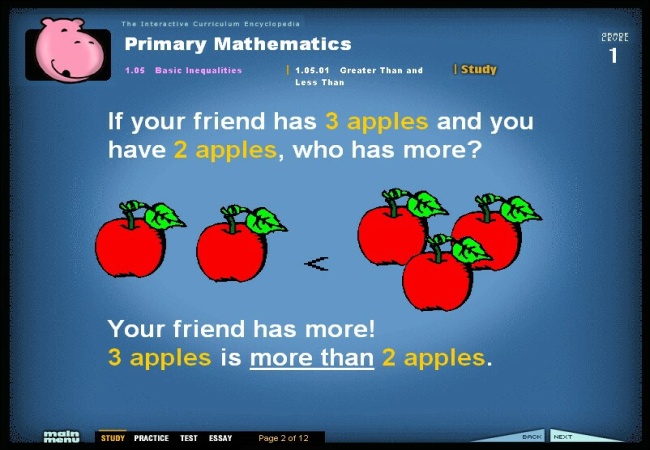 The Interactive Curriculum Encyclopedia
Primary Mathematics
SCORE
1
1.05 Basic Inequalities
1.05.01 Greater Than and
Less Than
Study
If your friend has 3 apples and you
have 2 apples, who has more?
<
Your friend has more!
3 apples is more than 2 apples.
main
menu
STUDY PRACTICE TEST ESSAY
Page 2 of 12
BACK NEXT